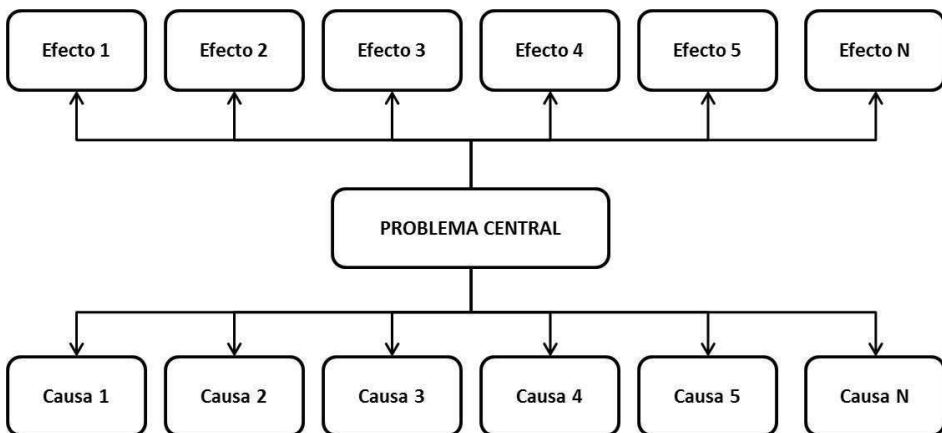 Efecto 1
Efecto 2
Efecto 3
Efecto 4
Efecto 5
Efecto N
PROBLEMA CENTRAL
Causa 1
Causa 2
Causa 3
Causa 4
Causa 5
Causa N